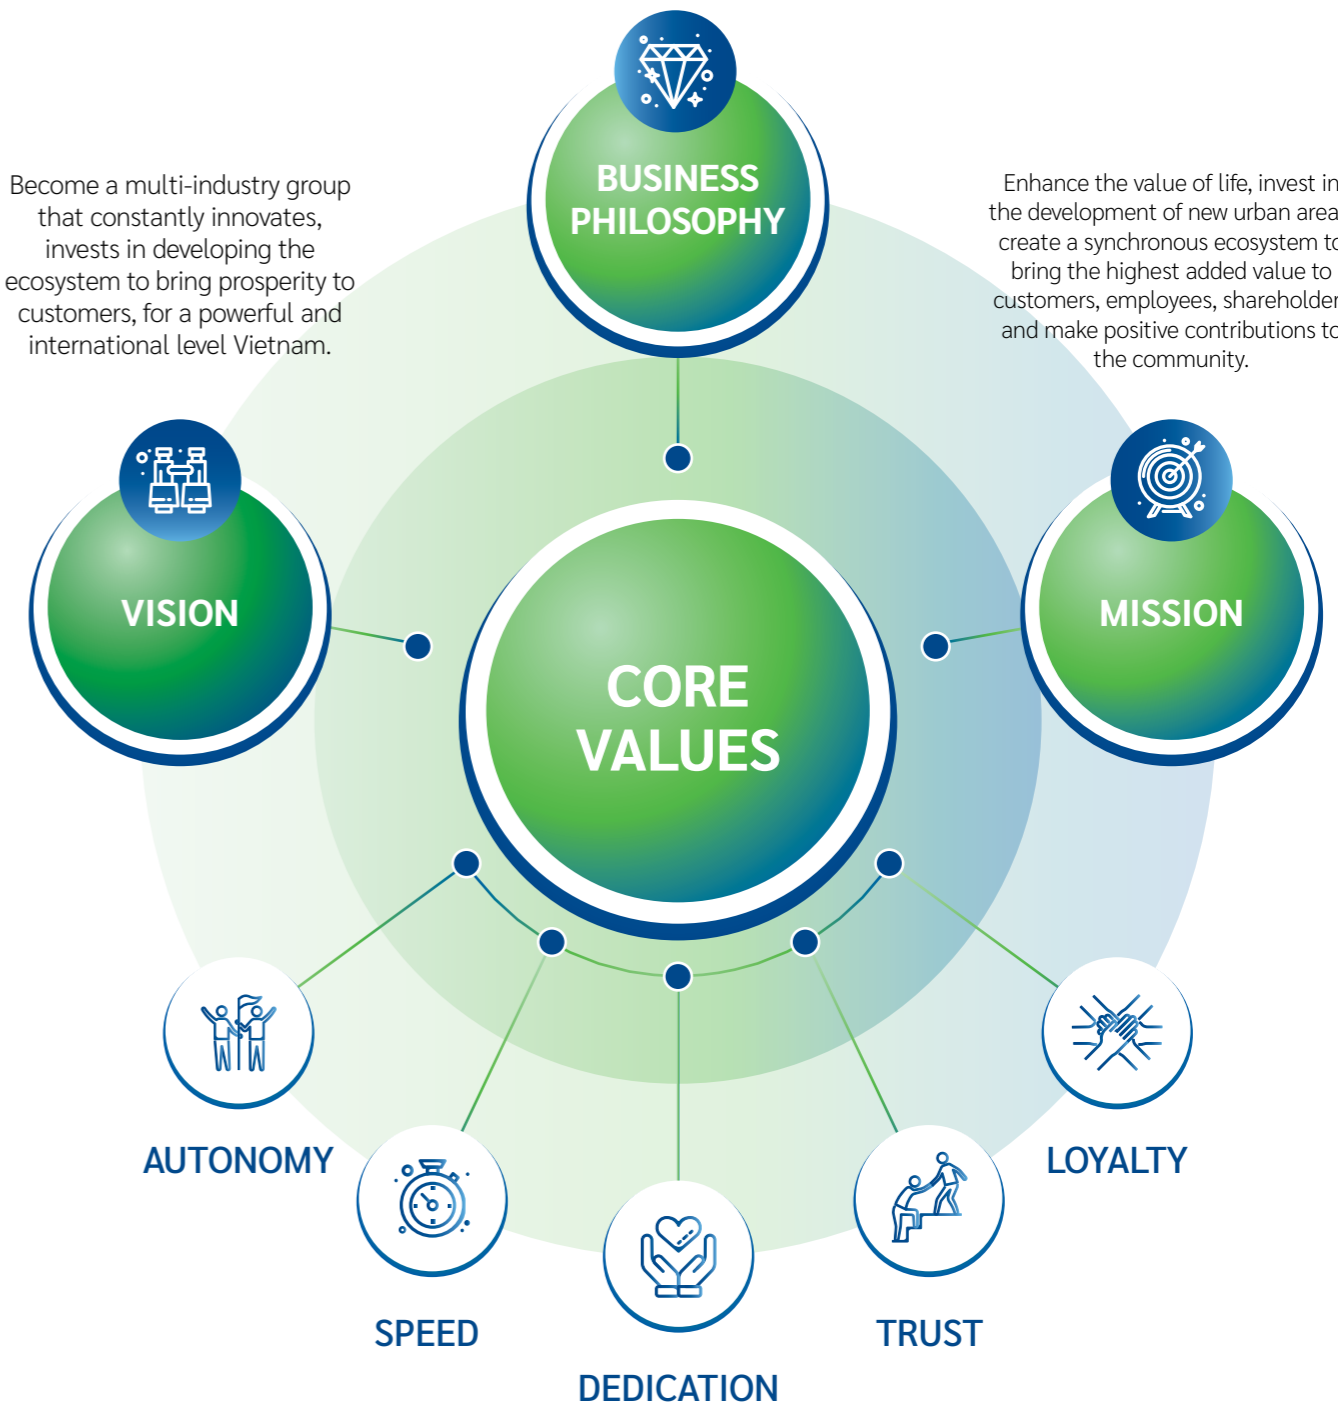 BUSINESS
PHILOSOPHY
Become a multi-industry group
that constantly innovates,
invests in developing the
ecosystem to bring prosperity to
customers, for a powerful and
international level Vietnam.
Enhance the value of life, invest in
the development of new urban area
create a synchronous ecosystem to
bring the highest added value to
customers, employees, shareholder
and make positive contributions to
the community.
VISION
MISSION
CORE
VALUES
AUTONOMY
LOYALTY
SPEED
TRUST
DEDICATION